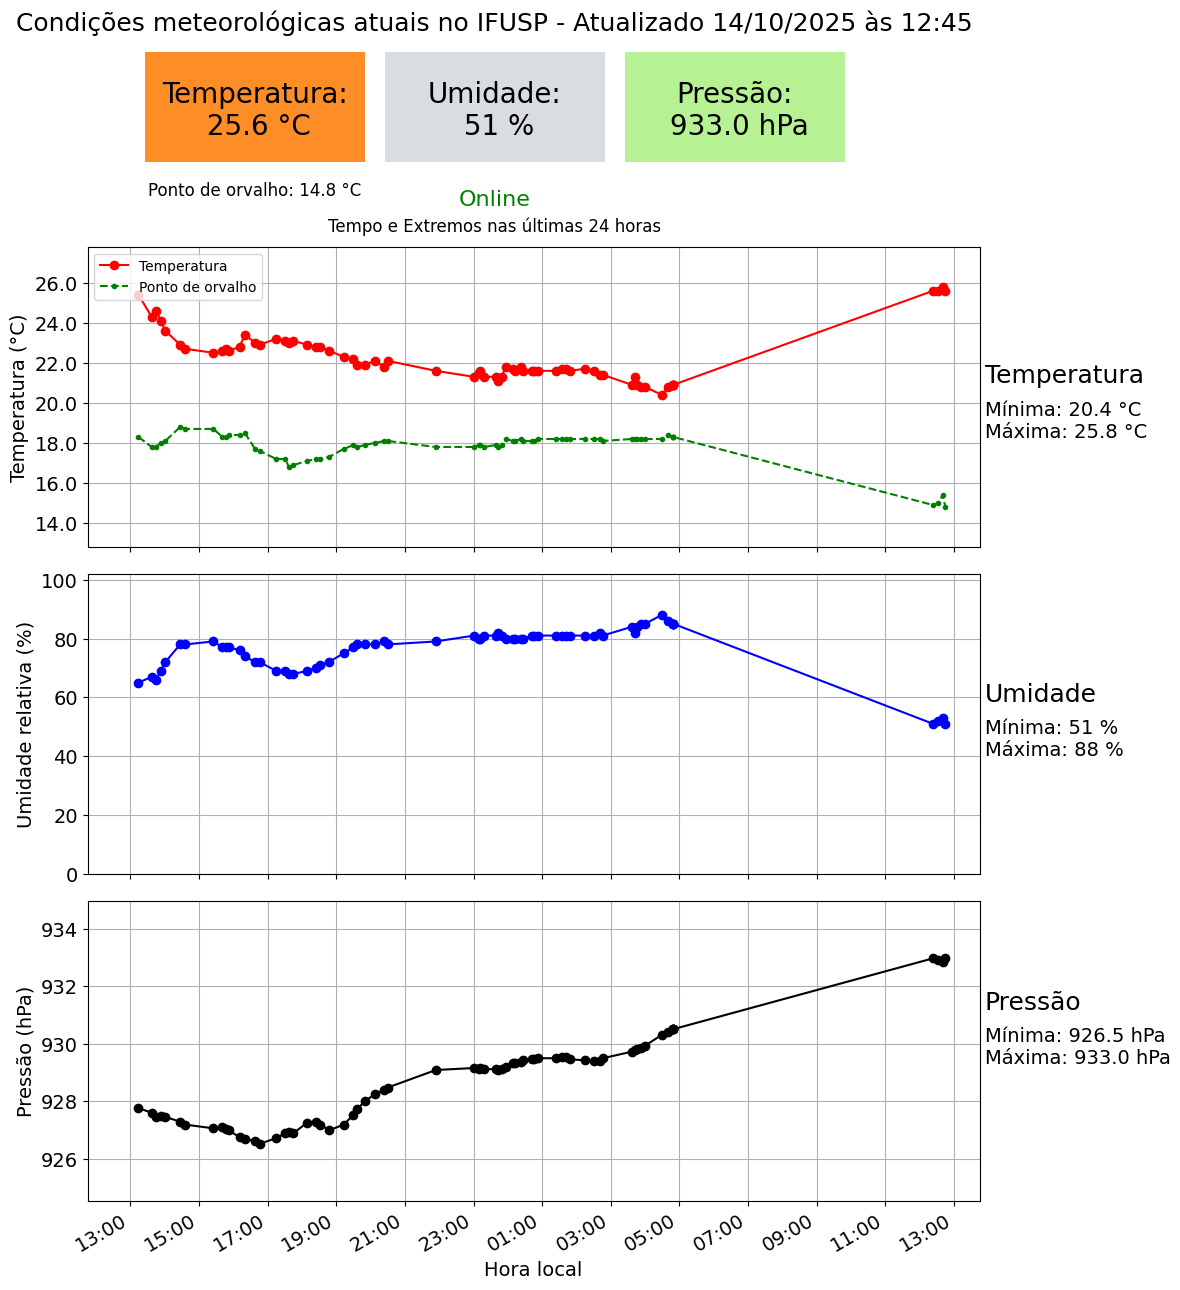 Condições meteorológicas atuais no IFUSP - Atualizado 14/10/2025 às 12:45
Temperatura:
25.6 °C
Umidade:
51 %
Pressão:
933.0 hPa
Ponto de orvalho: 14.8 °C
Online
Tempo e Extremos nas últimas 24 horas
Temperatura
Ponto de orvalho
Temperatura (°C)
26.0
24.0
22.0
20.0
18.0
16.0
14.0
Temperatura
Mínima: 20.4 °C
Máxima: 25.8 °C
Umidade relativa (%)
100
80
60
40
20
0
Umidade
Mínima: 51 %
Máxima: 88 %
Pressão (hPa)
934
932
930
928
926
Pressão
Mínima: 926.5 hPa
Máxima: 933.0 hPa
13:00
15:00
17:00
19:00
21:00
23:00
01:00
03:00
05:00
07:00
09:00
11:00
13:00
Hora local